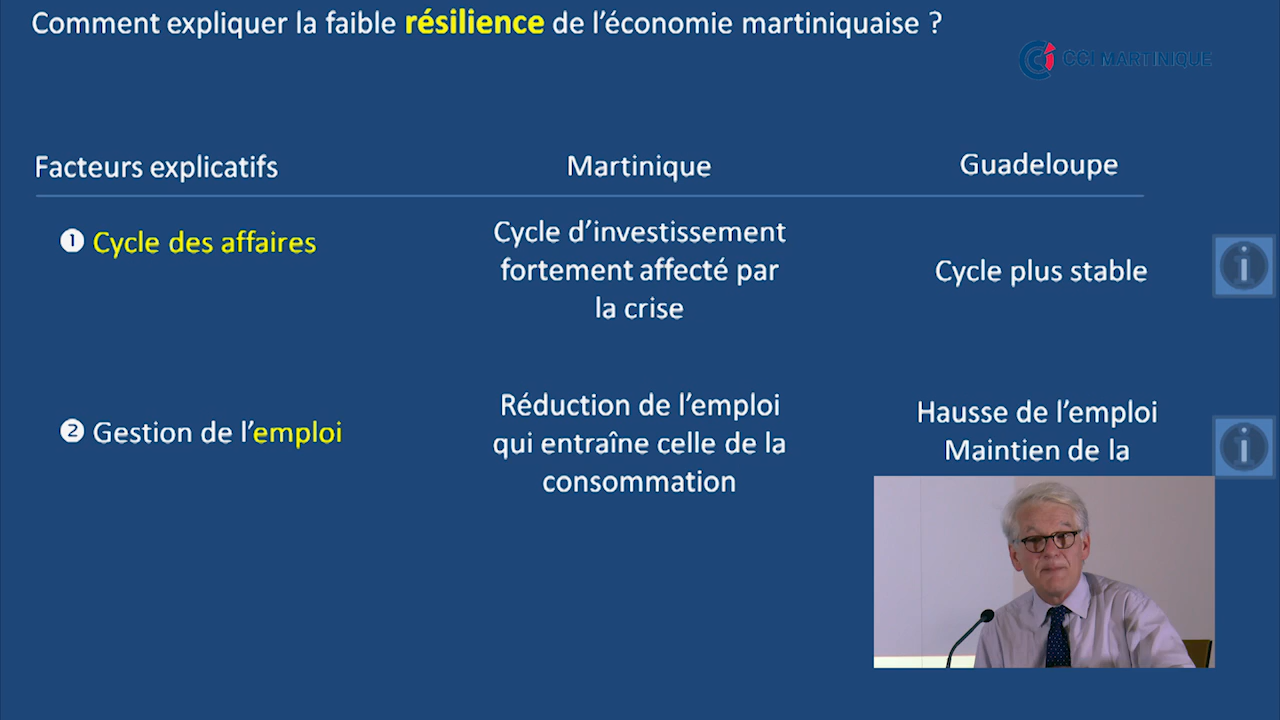 Comment expliquer la faible résilience de l'économie martiniquaise ?
CCI MARTINIQUE
Facteurs explicatifs
Martinique
Guadeloupe
❶ Cycle des affaires
Cycle d'investissement
fortement affecté par
la crise
Cycle plus stable
i
❷ Gestion de l'emploi
Réduction de l'emploi
qui entraîne celle de la
consommation
Hausse de l'emploi
Maintien de la
i